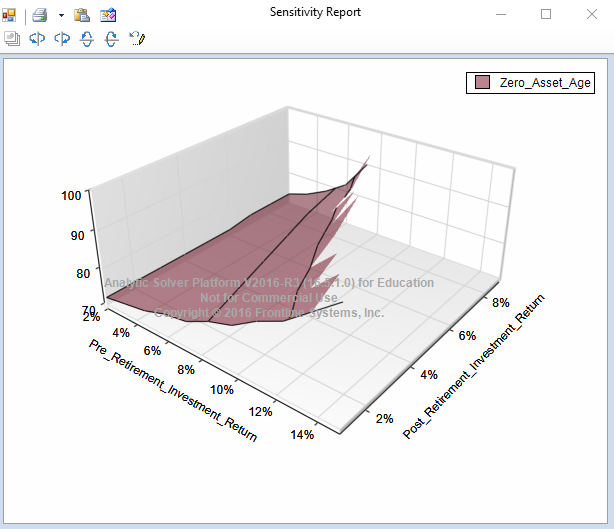 Sensitivity Report
Zero_Asset_Age
100
90
80
70
2%
4%
6%
8%
10%
12%
14%
Pre_Retirement_Investment_Return
2%
4%
6%
8%
Post_Retirement_Investment_Return
Analytic Solver Platform V2016-R3 (16.3.1.0) for Education
Not for Commercial Use
Copyright © 2016 Frontline Systems, Inc.